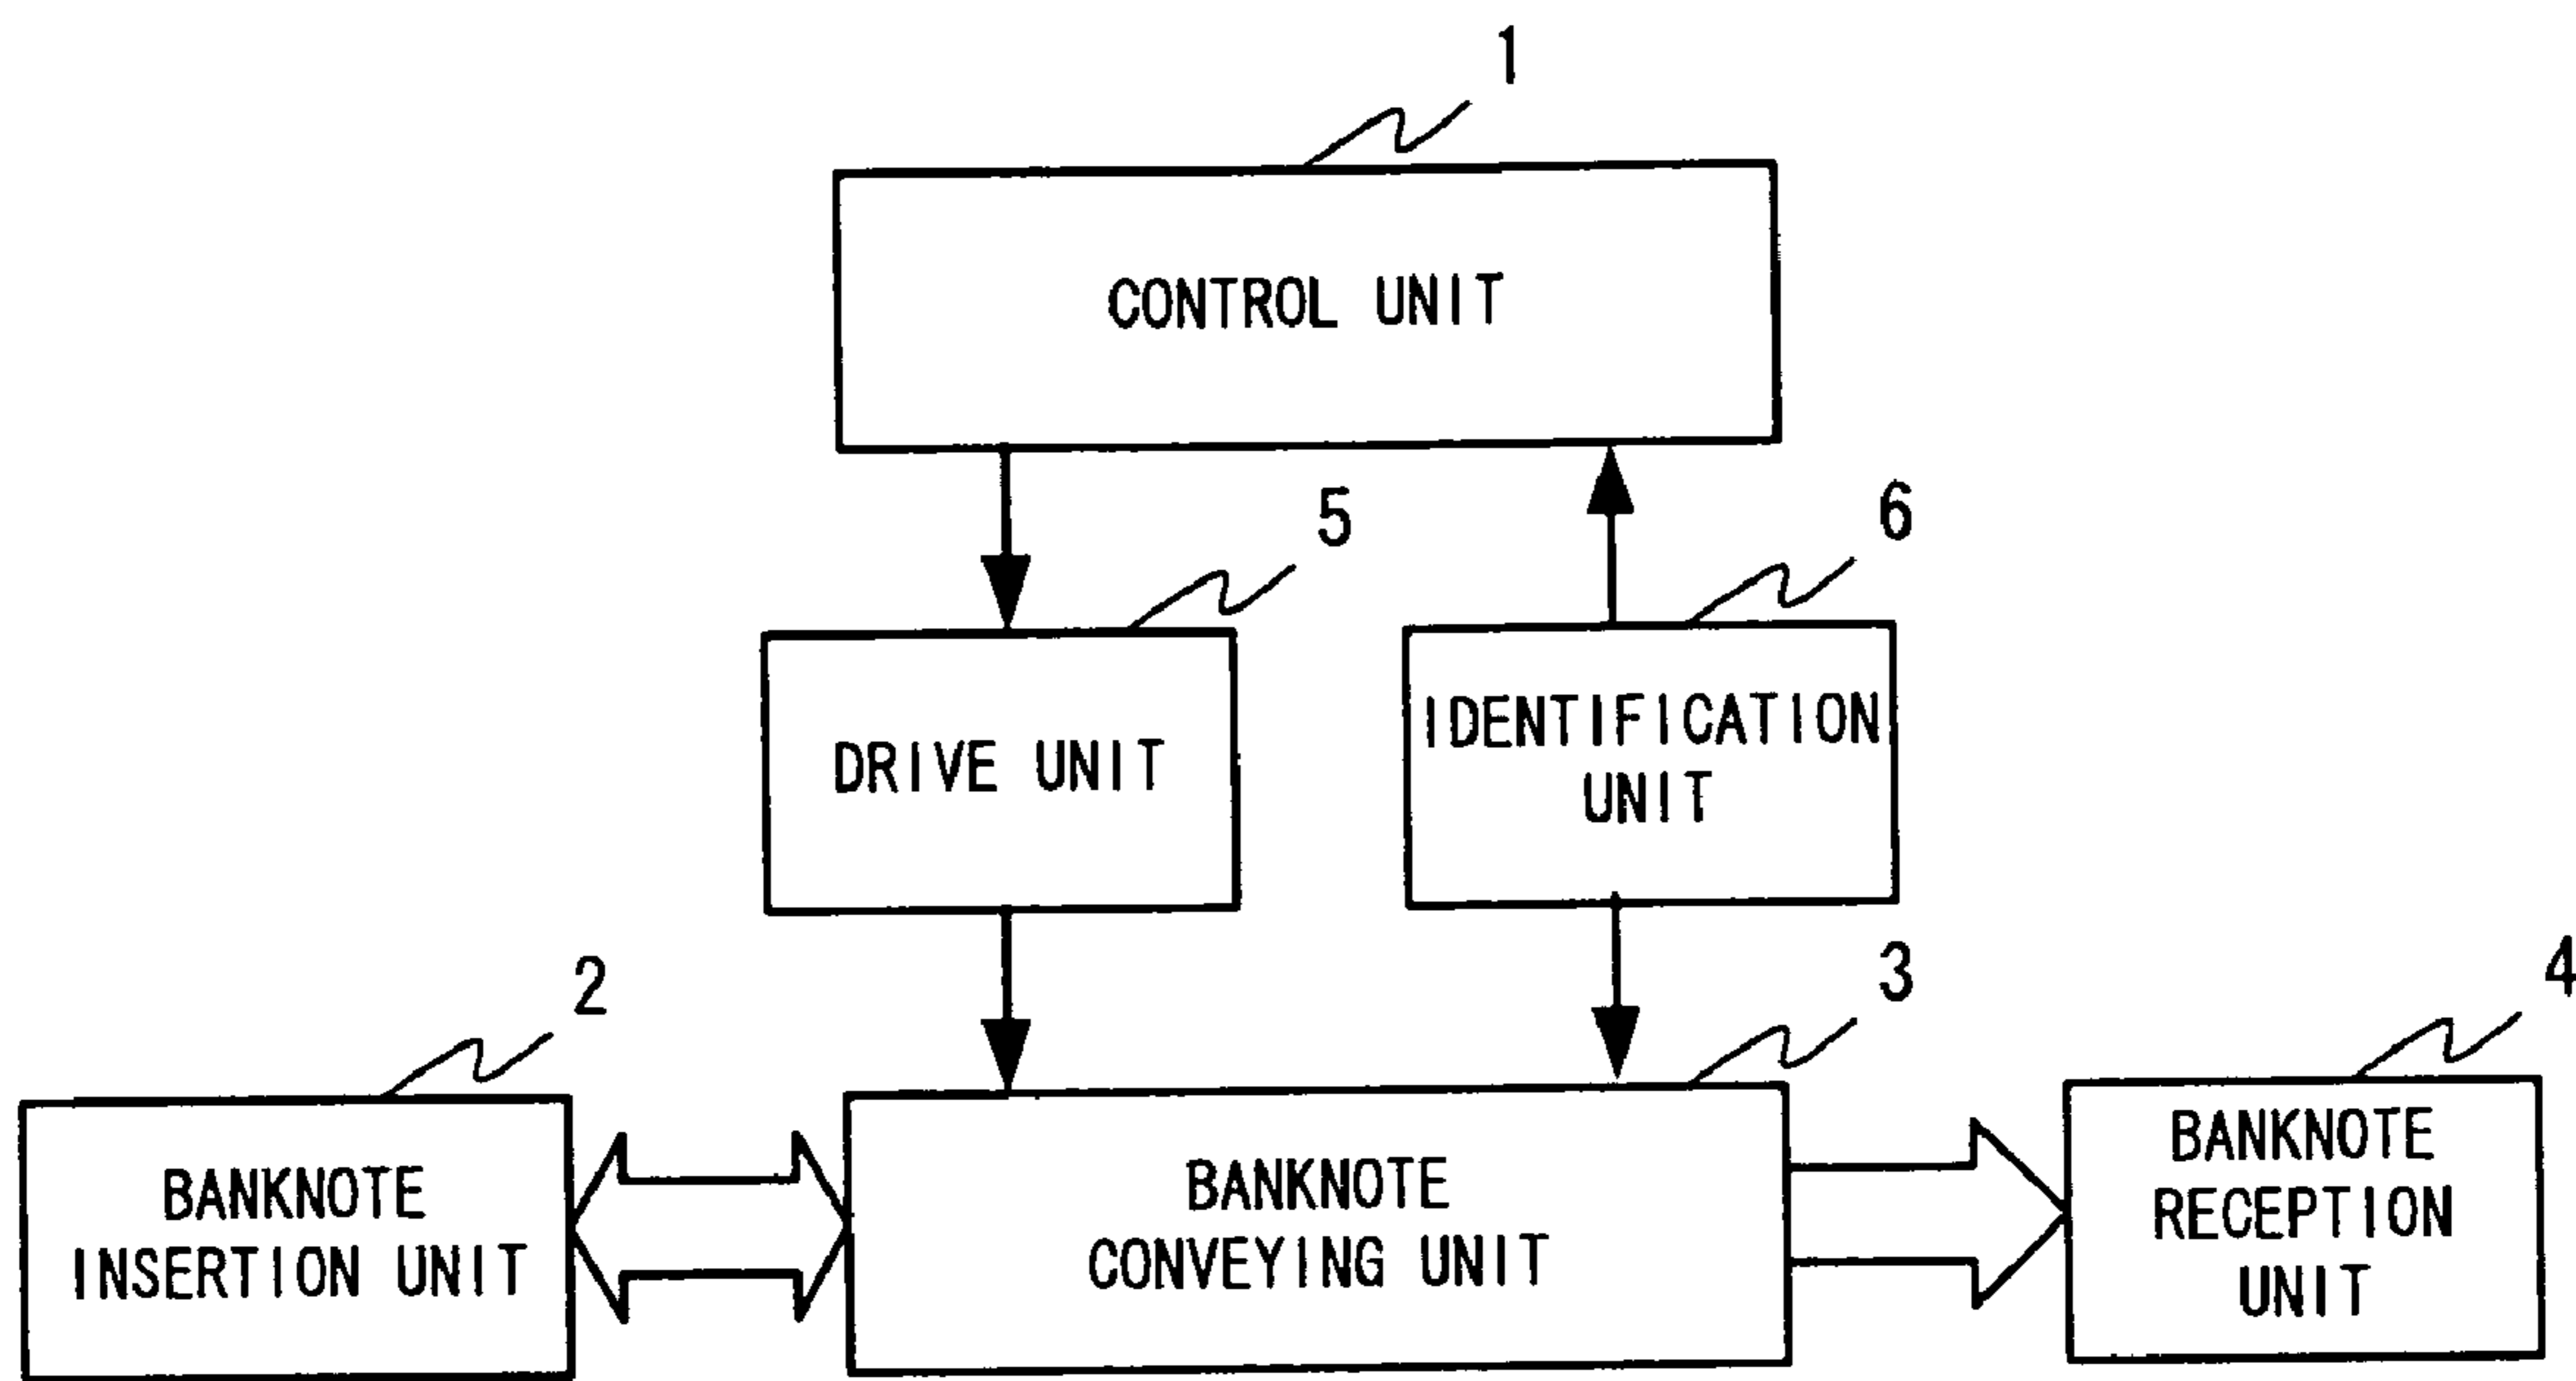 1
CONTROL UNIT
5
6
DRIVE UNIT
IDENTIFICATION
UNIT
2
3
4
BANKNOTE
INSERTION UNIT
BANKNOTE
CONVEYING UNIT
BANKNOTE
RECEPTION
UNIT